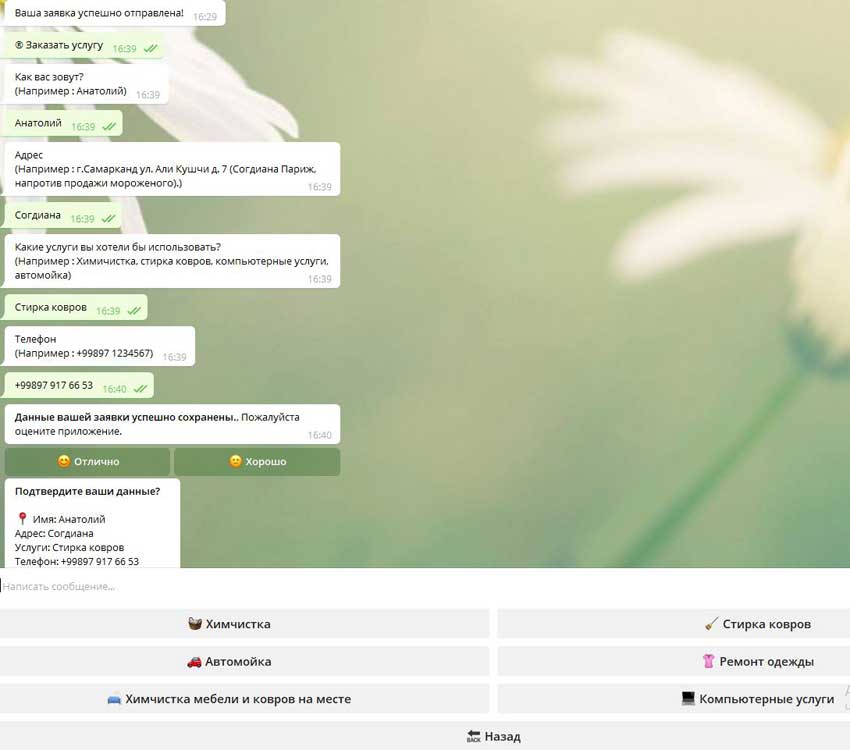 Ваша заявка успешно отправлена! 16:29
® Заказать услугу 16:39
Как вас зовут?
(Например : Анатолий) 16:39
Анатолий 16:39
Адрес
(Например : г.Самарканд ул. Али Кушчи д. 7 (Согдиана Париж,
напротив продажи мороженого).) 16:39
Согдиана 16:39
Какие услуги вы хотели бы использовать?
(Например : Химичистка, стирка ковров, компьютерные услуги,
автомойка) 16:39
Стирка ковров 16:39
Телефон
(Например : +99897 1234567) 16:39
+99897 917 66 53 16:40
Данные вашей заявки успешно сохранены., Пожалуйста
оцените приложение. 16:40
Отлично Хорошо
Подтвердите ваши данные?
Имя: Анатолий
Адрес: Согдиана
Услуги: Стирка ковров
Телефон: +99897 917 66 53
Написать сообщение...
Химчистка Стирка ковров
Автомойка Ремонт одежды
Химчистка мебели и ковров на месте Компьютерные услуги
BACK Назад